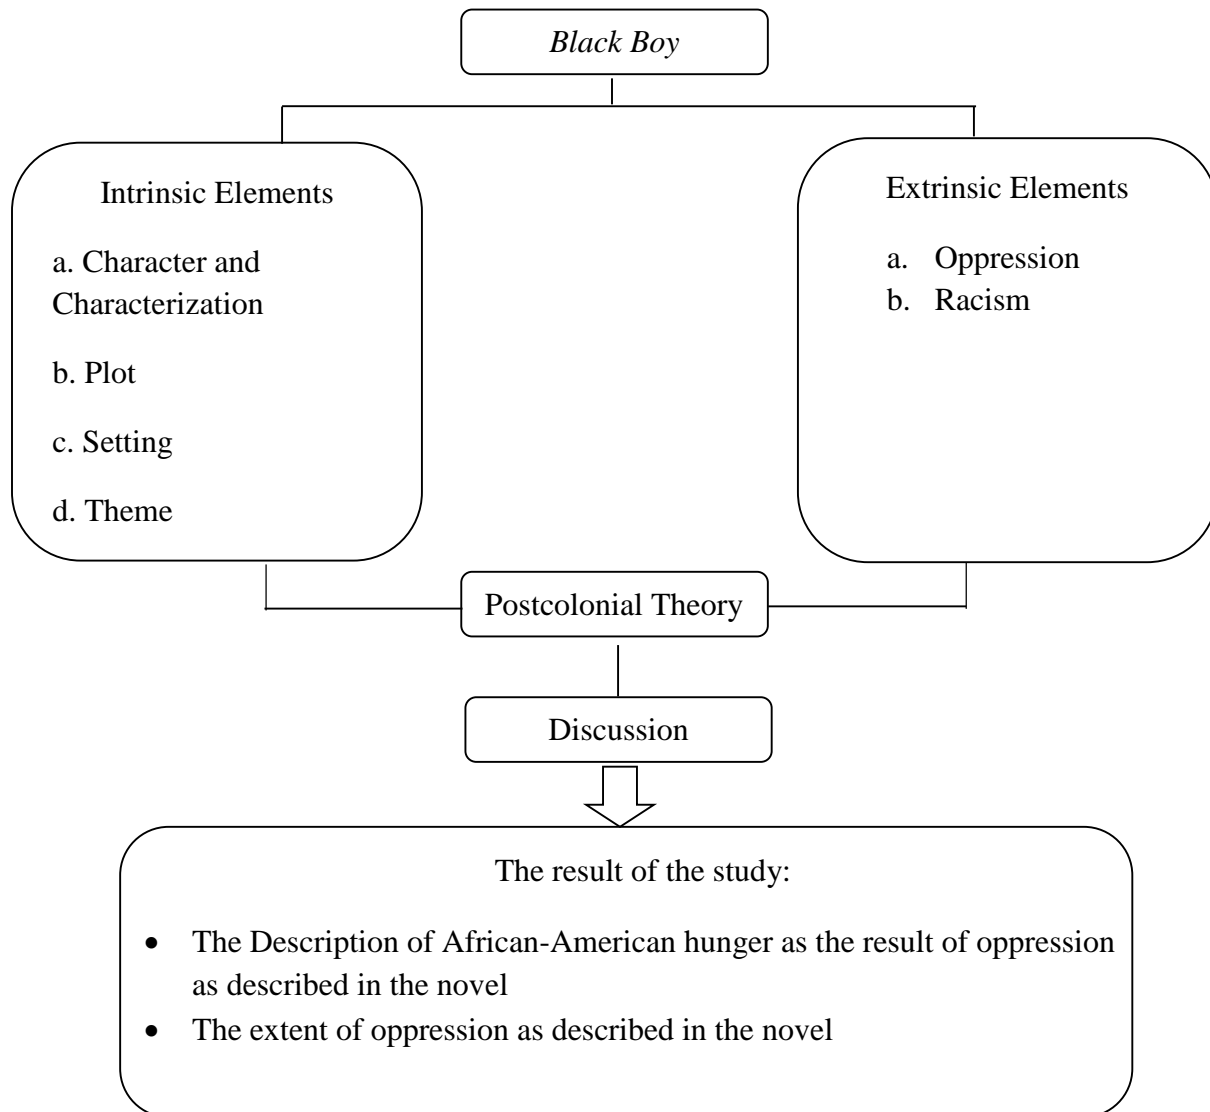 Black Boy
Intrinsic Elements
a. Character and
Characterization
b. Plot
c. Setting
d. Theme
Extrinsic Elements
a. Oppression
b. Racism
Postcolonial Theory
Discussion
The result of the study:
• The Description of African-American hunger as the result of oppression
as described in the novel
• The extent of oppression as described in the novel